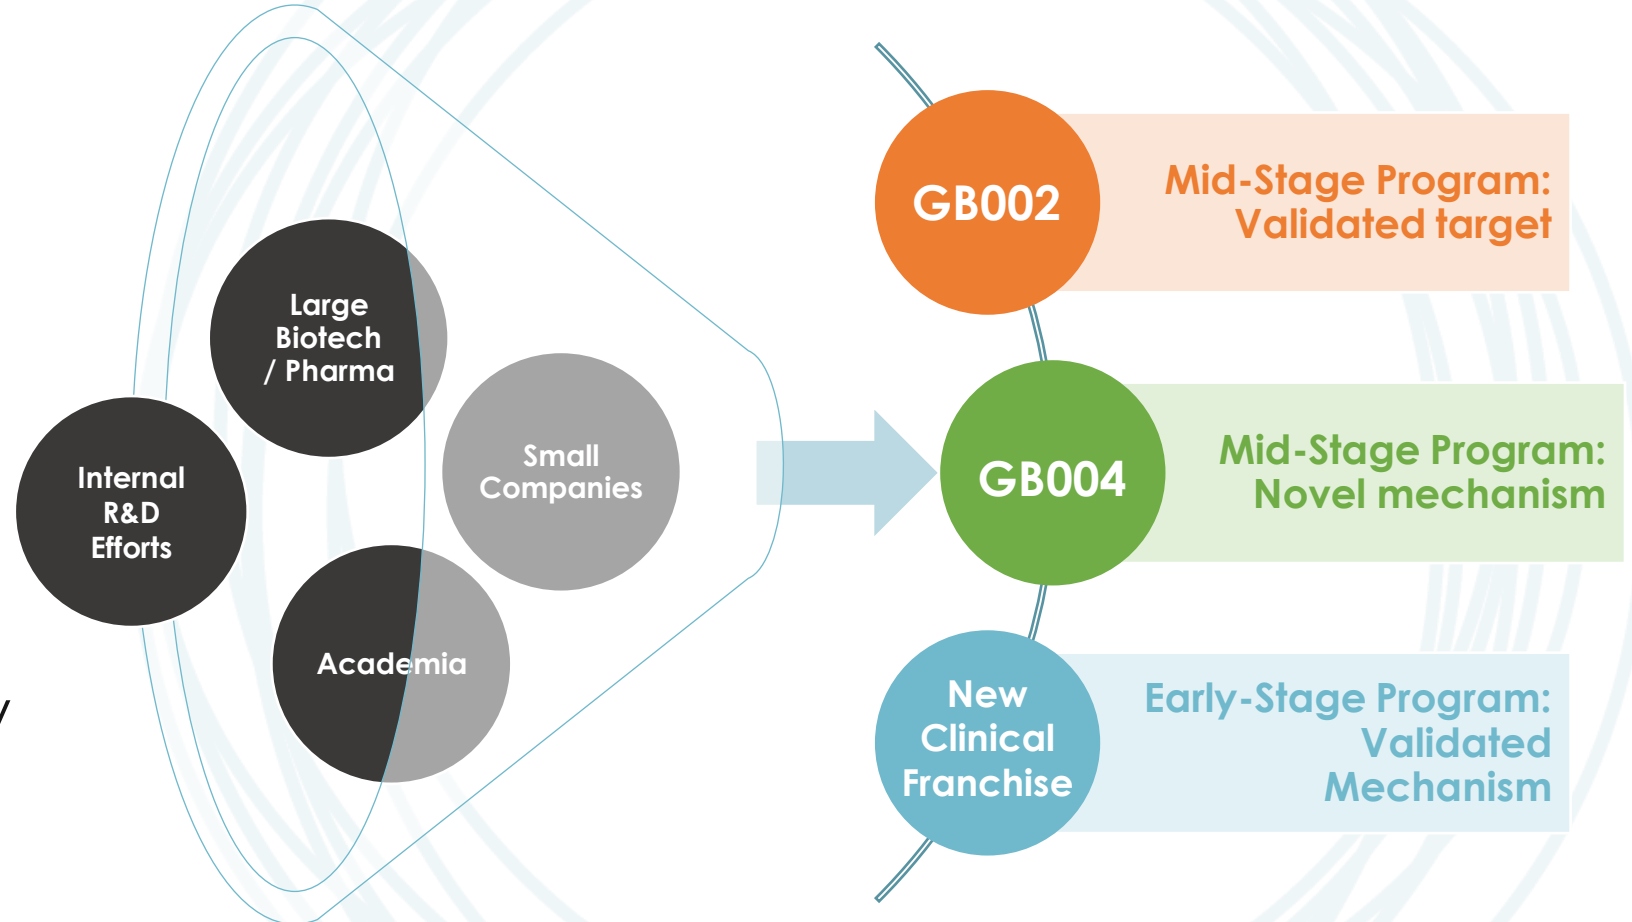 Large
Biotech
/ Pharma
Internal
R&D
Efforts
Small
Companies
Academia
y
GB002
Mid-Stage Program:
Validated target
GB004
Mid-Stage Program:
Novel mechanism
New
Clinical
Franchise
Early-Stage Program:
Validated
Mechanism